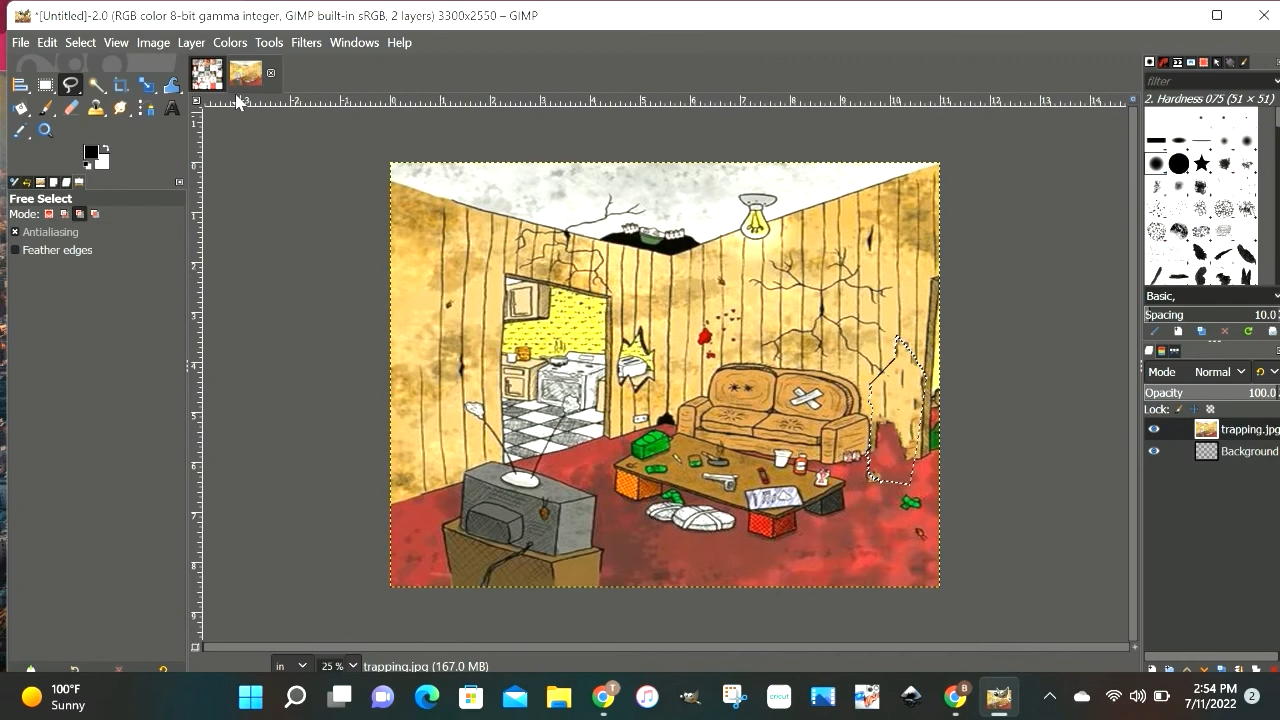 *[Untitled]-2.0 (RGB color 8-bit gamma integer, GIMP built-in sRGB, 2 layers) 3300x2550 – GIMP
File Edit Select View Image Layer Colors Tools Filters Windows Help
filter
2. Hardness 075 (51 × 51)
Free Select
Mode:
Antialiasing
Feather edges
Basic,
Spacing 10.0
Mode Normal
Opacity 100.0
Lock:
trapping.jpg
Background
in 25 % trapping.jpg (167.0 MB)
100°F
Sunny
cricut
2:54 PM
7/11/2022
2